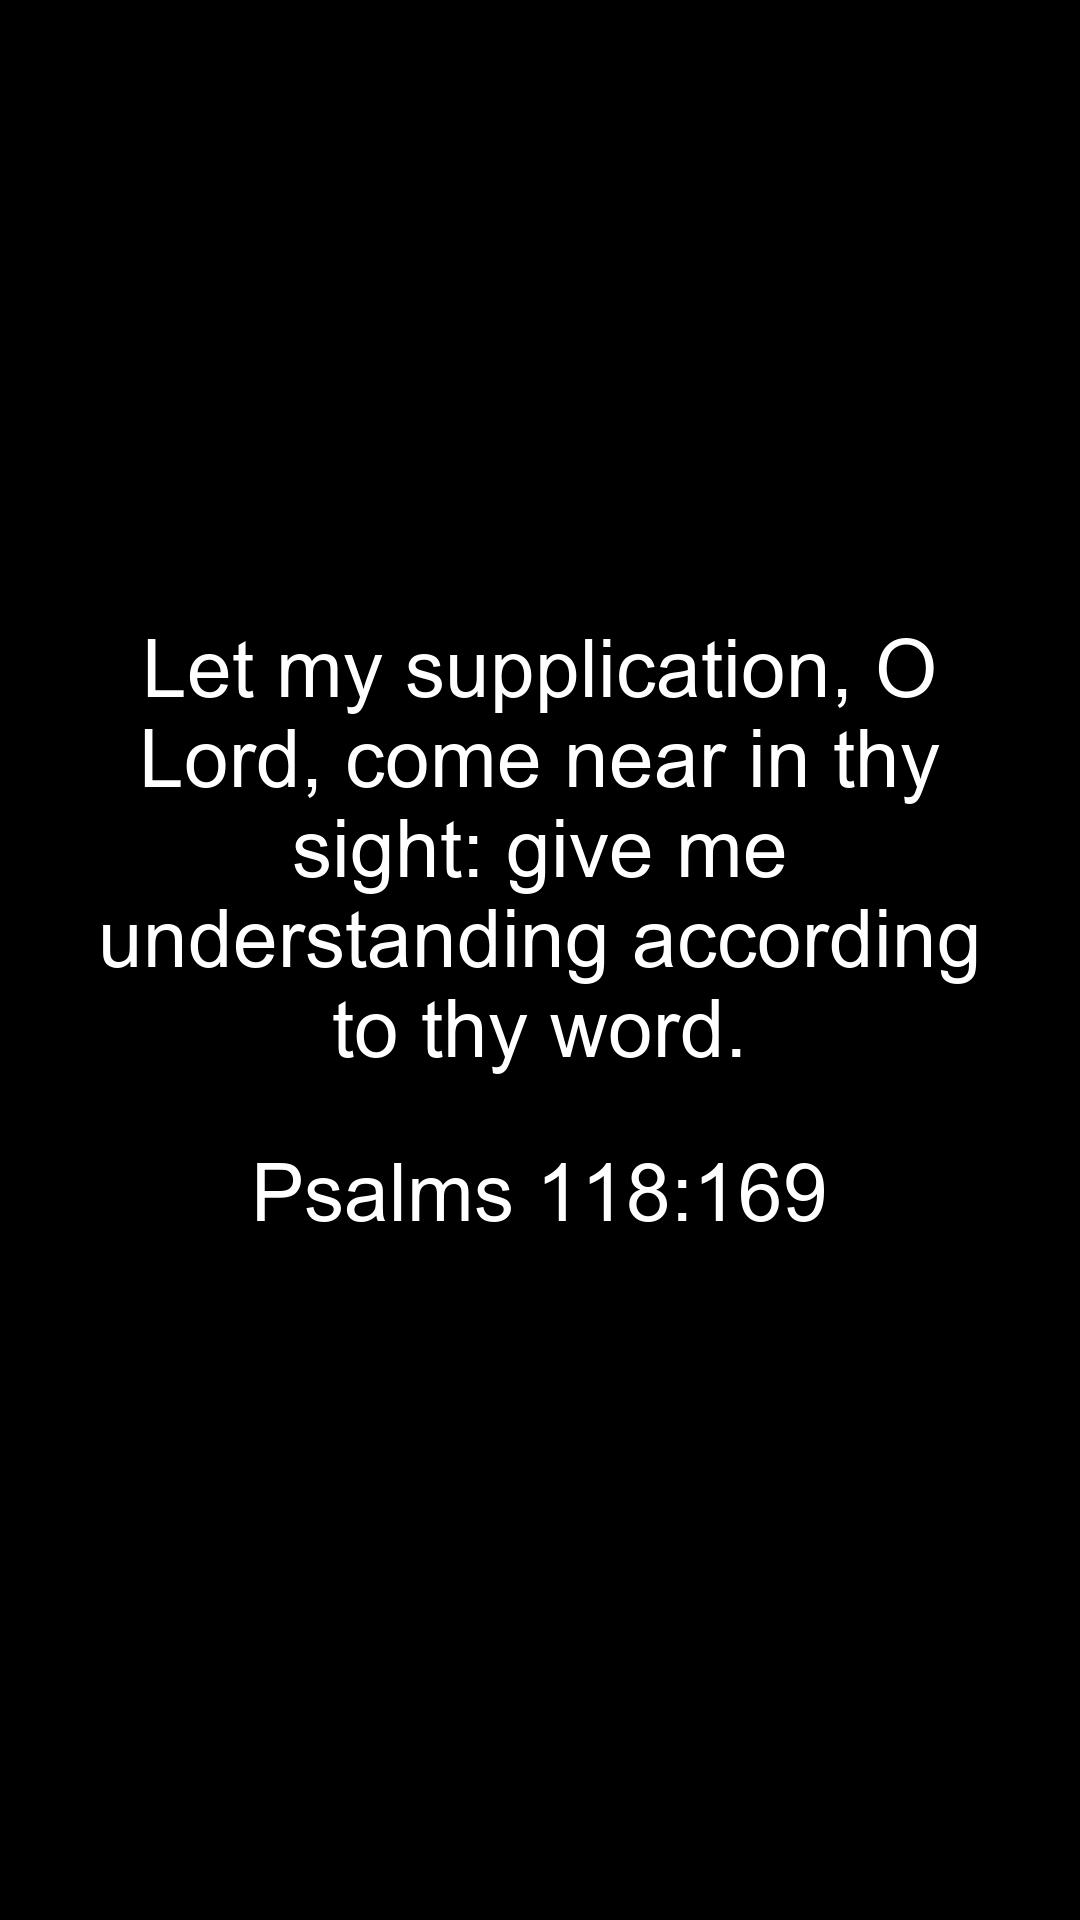 Let my supplication, O
Lord, come near in thy
sight: give me
understanding according
to thy word.
Psalms 118:169